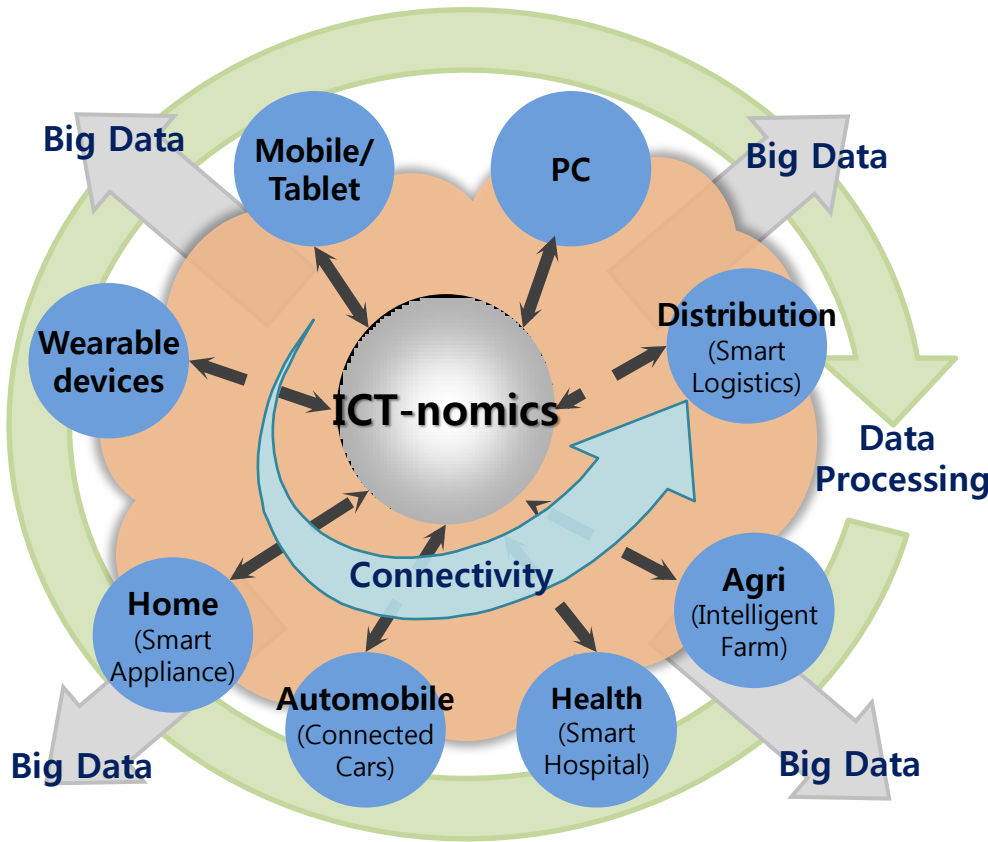 Big Data
Mobile/
Tablet
PC
Big Data
Wearable
devices
Distribution
(Smart
Logistics)
ICT-nomics
Data
Processing
Connectivity
Home
(Smart
Appliance)
Agri
(Intelligent
Farm)
Automobile
(Connected
Cars)
Health
(Smart
Hospital)
Big Data
Big Data